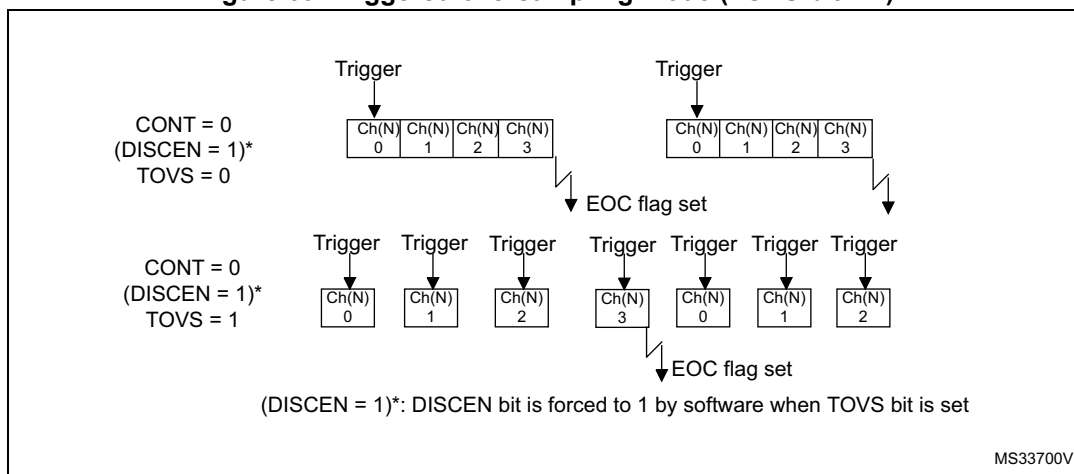 Trigger Trigger
CONT = 0
(DISCEN = 1)*
TOVS = 0
Ch(N) Ch(N) Ch(N) Ch(N)
0 1 2 3
Ch(N) Ch(N) Ch(N) Ch(N)
0 1 2 3
EOC flag set
Trigger Trigger Trigger Trigger Trigger Trigger Trigger
CONT = 0
(DISCEN = 1)*
TOVS = 1
Ch(N) Ch(N) Ch(N) Ch(N) Ch(N) Ch(N) Ch(N)
0 1 2 3 0 1 2
EOC flag set
(DISCEN = 1)*: DISCEN bit is forced to 1 by software when TOVS bit is set
MS33700V